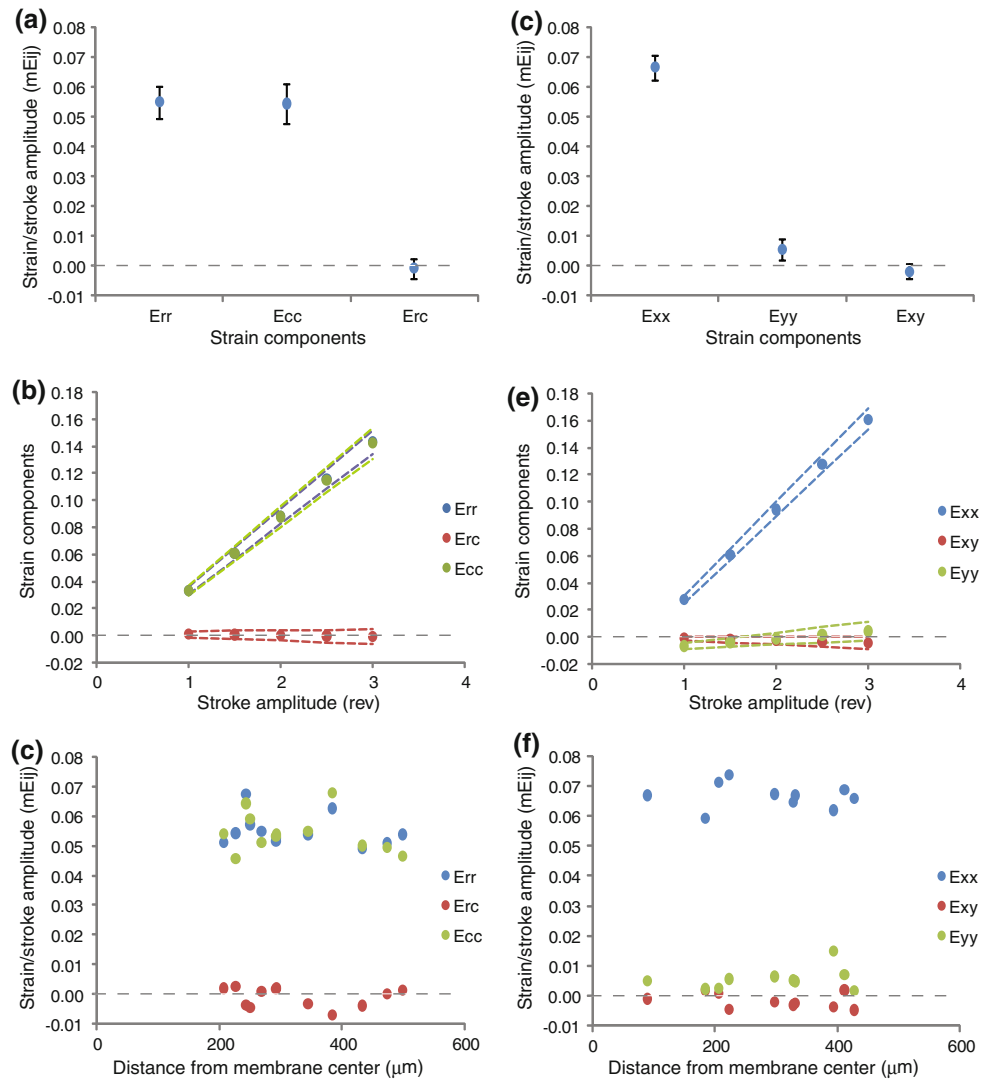 (a)
Strain/stroke amplitude (mEij)
0.08
0.07
0.06
0.05
0.04
0.03
0.02
0.01
0.00
-0.01
Err Ecc Erc
Strain components
(c)
Strain/stroke amplitude (mEij)
0.08
0.07
0.06
0.05
0.04
0.03
0.02
0.01
0.00
-0.01
Exx Eyy Exy
Strain components
(b)
Strain components
0.18
0.16
0.14
0.12
0.10
0.08
0.06
0.04
0.02
0.00
-0.02
0 1 2 3 4
Stroke amplitude (rev)
Err
Erc
Ecc
(e)
Strain components
0.18
0.16
0.14
0.12
0.10
0.08
0.06
0.04
0.02
0.00
-0.02
0 1 2 3 4
Stroke amplitude (rev)
Exx
Exy
Eyy
(c)
Strain/stroke amplitude (mEij)
0.08
0.07
0.06
0.05
0.04
0.03
0.02
0.01
0.00
-0.01
0 200 400 600
Distance from membrane center (μm)
Err
Erc
Ecc
(f)
Strain/stroke amplitude (mEij)
0.08
0.07
0.06
0.05
0.04
0.03
0.02
0.01
0.00
-0.01
0 200 400 600
Distance from membrane center (μm)
Exx
Exy
Eyy